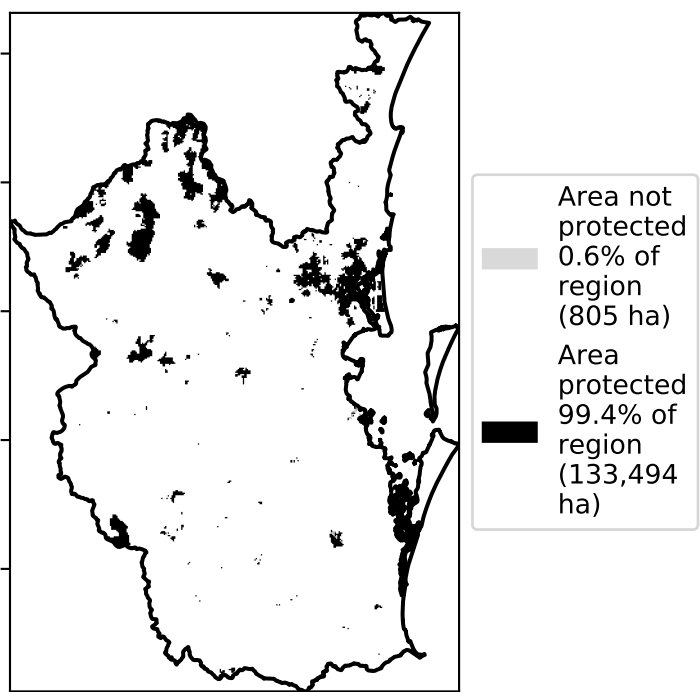 Area not
protected
0.6% of
region
(805 ha)
Area
protected
99.4% of
region
(133,494
ha)